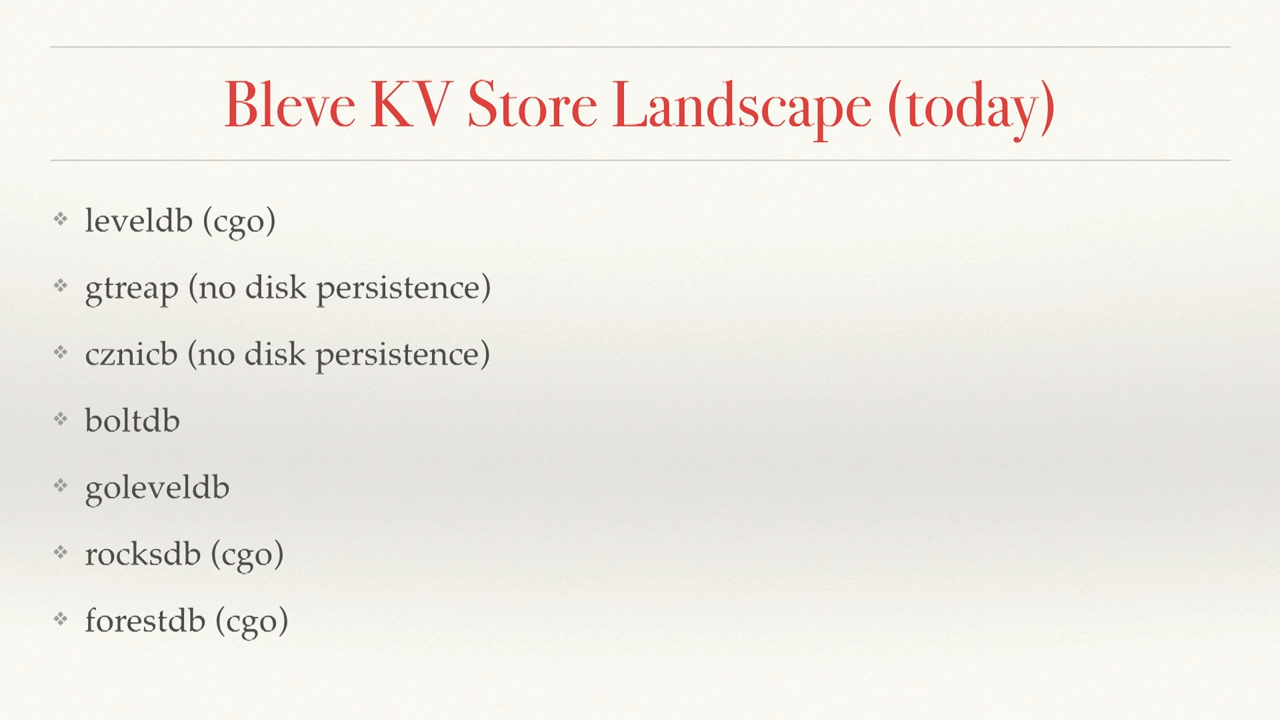 Bleve KV Store Landscape (today)
leveldb (cgo)
gtreap (no disk persistence)
cznicb (no disk persistence)
boltdb
goleveldb
rocksdb (cgo)
forestdb (cgo)